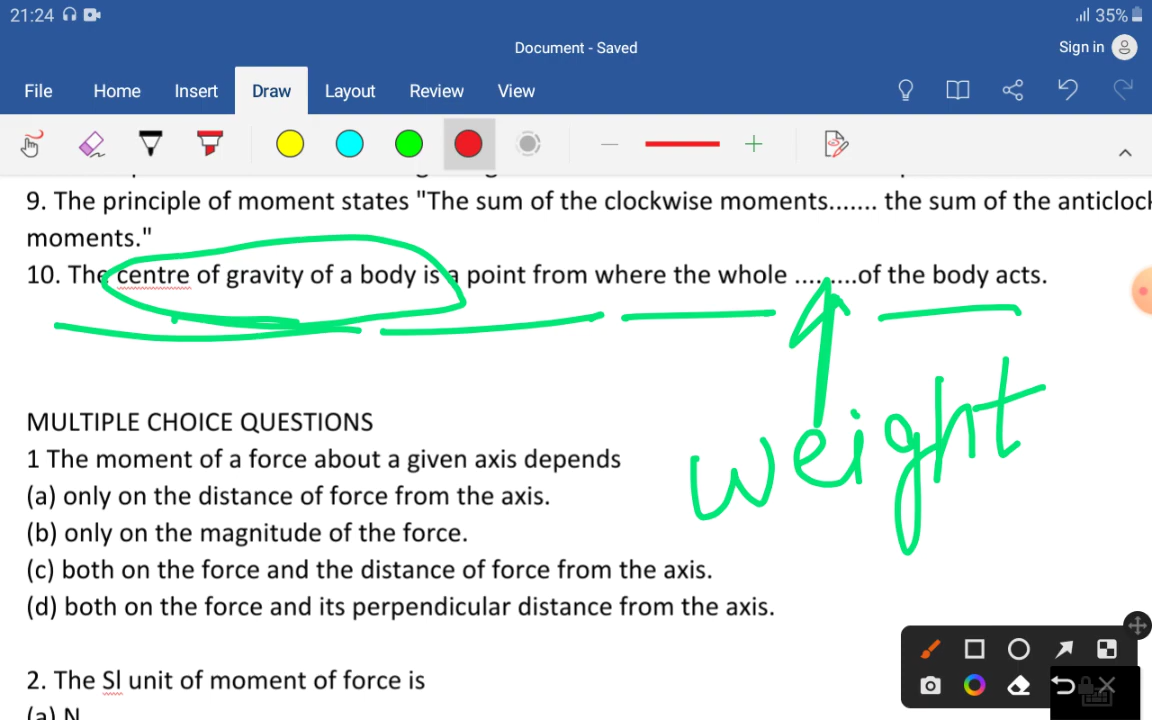 21:24 35%
Document - Saved
Sign in
File Home Insert Draw Layout Review View
9. The principle of moment states "The sum of the clockwise moments....... the sum of the anticlock
moments."
10. The centre of gravity of a body is a point from where the whole ........of the body acts.
weight
MULTIPLE CHOICE QUESTIONS
1 The moment of a force about a given axis depends
(a) only on the distance of force from the axis.
(b) only on the magnitude of the force.
(c) both on the force and the distance of force from the axis.
(d) both on the force and its perpendicular distance from the axis.
2. The Sl unit of moment of force is
(a) N